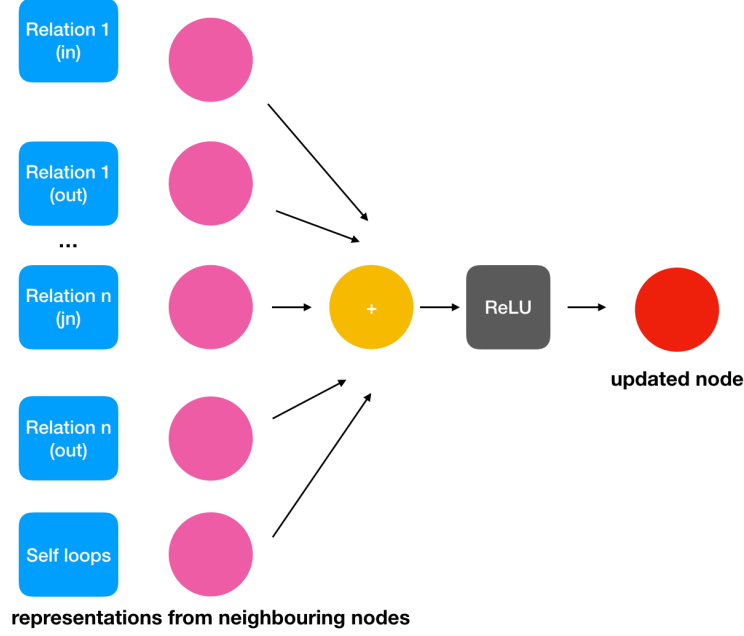 Relation 1
(in)
Relation 1
(out)
...
Relation n
(jn)
+
ReLU
updated node
Relation n
(out)
Self loops
representations from neighbouring nodes